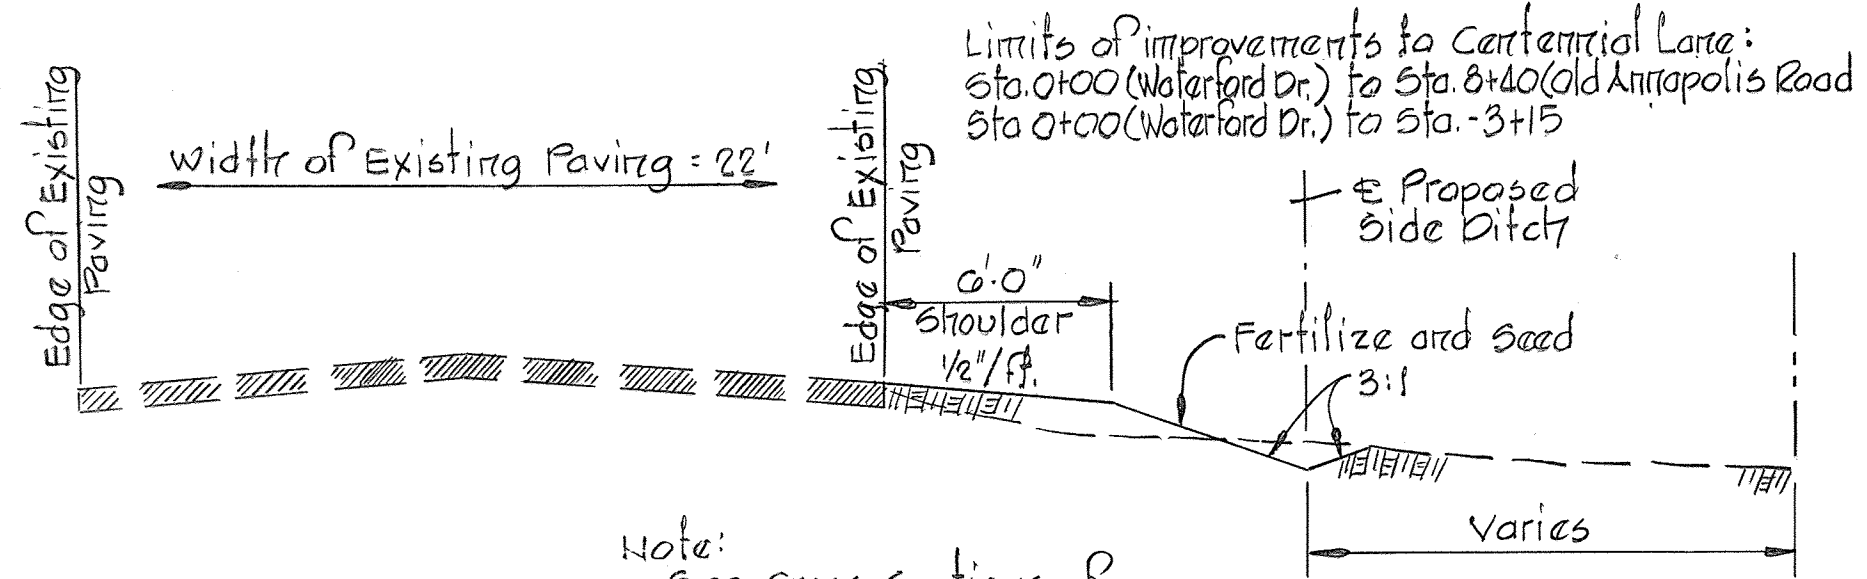 Limits of improvements to Centennial Lane:
Sta. 0+00 (Waterford Dr.) to Sta. 8+40 (Old Annapolis Road
Sta 0+00 (Waterford Dr.) to Sta. -3+15
Edge of Existing
Paving
Width of Existing Paving = 22'
Edge of Existing
Paving
℄ Proposed
Side Ditch
6'-0"
Shoulder
1/2"/ft.
Fertilize and Seed
3:1
Varies
Note: